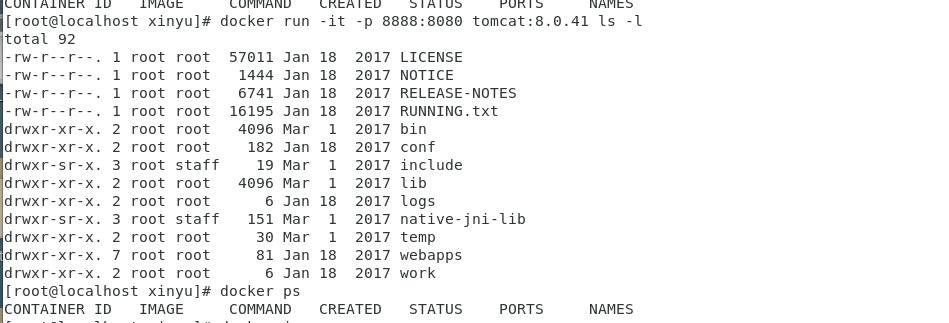 CONTAINER ID   IMAGE     COMMAND   CREATED   STATUS    PORTS     NAMES
[root@localhost xinyu]# docker run -it -p 8888:8080 tomcat:8.0.41 ls -l
total 92
-rw-r--r--. 1 root root  57011 Jan 18  2017 LICENSE
-rw-r--r--. 1 root root   1444 Jan 18  2017 NOTICE
-rw-r--r--. 1 root root   6741 Jan 18  2017 RELEASE-NOTES
-rw-r--r--. 1 root root  16195 Jan 18  2017 RUNNING.txt
drwxr-xr-x. 2 root root   4096 Mar  1  2017 bin
drwxr-xr-x. 2 root root    182 Jan 18  2017 conf
drwxr-sr-x. 3 root staff    19 Mar  1  2017 include
drwxr-xr-x. 2 root root   4096 Mar  1  2017 lib
drwxr-xr-x. 2 root root      6 Jan 18  2017 logs
drwxr-sr-x. 3 root staff   151 Mar  1  2017 native-jni-lib
drwxr-xr-x. 2 root root     30 Mar  1  2017 temp
drwxr-xr-x. 7 root root     81 Jan 18  2017 webapps
drwxr-xr-x. 2 root root      6 Jan 18  2017 work
[root@localhost xinyu]# docker ps
CONTAINER ID   IMAGE     COMMAND   CREATED   STATUS    PORTS     NAMES